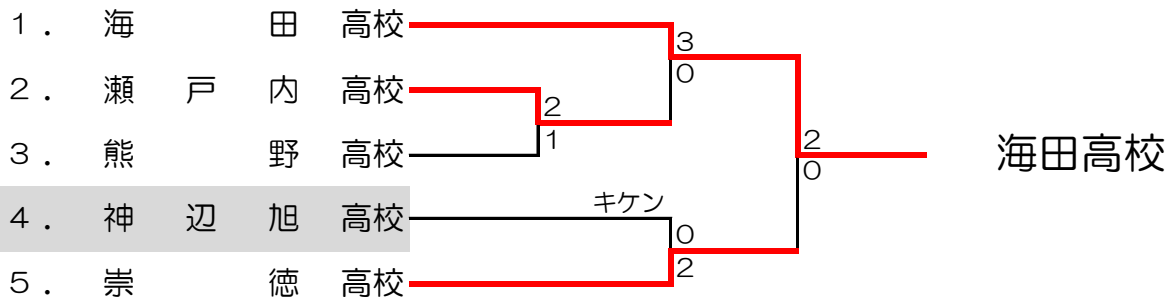 １． 海 田 高校
3
0
２． 瀬 戸 内 高校
2
1
2
0
海田高校
３． 熊 野 高校
キケン
４． 神 辺 旭 高校
0
2
５． 崇 徳 高校